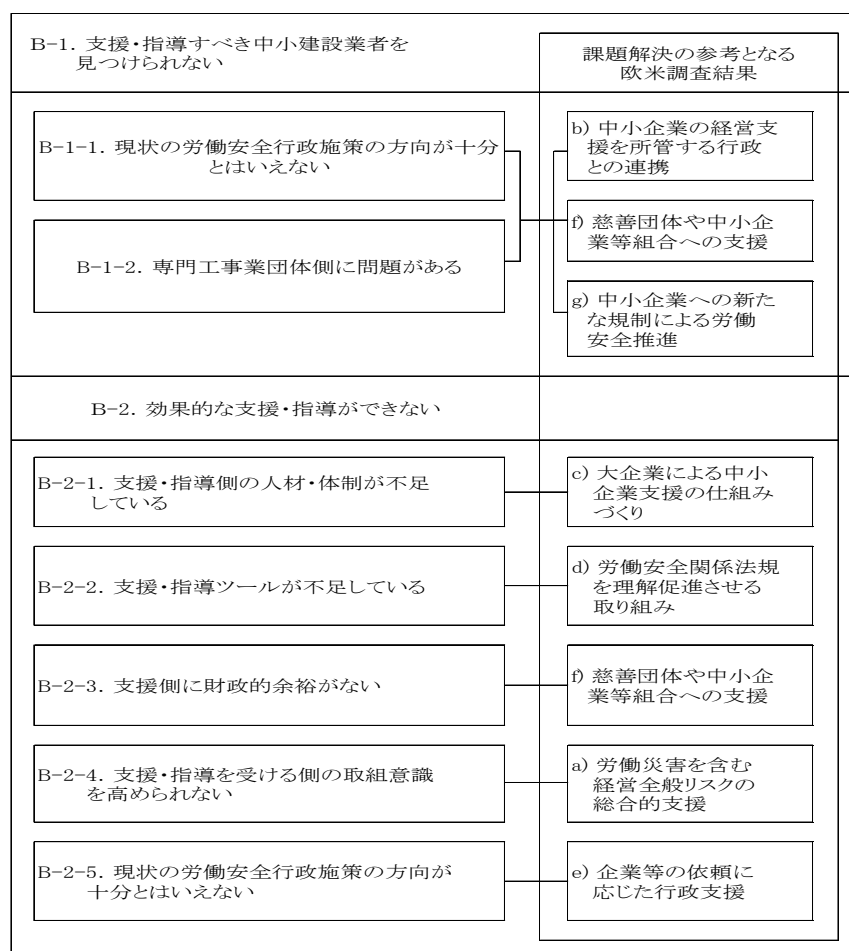 B-1. 支援・指導すべき中小建設業者を
見つけられない
課題解決の参考となる
欧米調査結果
B-1-1. 現状の労働安全行政施策の方向が十分
とはいえない
B-1-2. 専門工事業団体側に問題がある
b) 中小企業の経営支
援を所管する行政
との連携
f) 慈善団体や中小企
業等組合への支援
g) 中小企業への新た
な規制による労働
安全推進
B-2. 効果的な支援・指導ができない
B-2-1. 支援・指導側の人材・体制が不足
している
c) 大企業による中小
企業支援の仕組み
づくり
B-2-2. 支援・指導ツールが不足している
d) 労働安全関係法規
を理解促進させる
取り組み
B-2-3. 支援側に財政的余裕がない
f) 慈善団体や中小企
業等組合への支援
B-2-4. 支援・指導を受ける側の取組意識
を高められない
a) 労働災害を含む
経営全般リスクの
総合的支援
B-2-5. 現状の労働安全行政施策の方向が
十分とはいえない
e) 企業等の依頼に
応じた行政支援